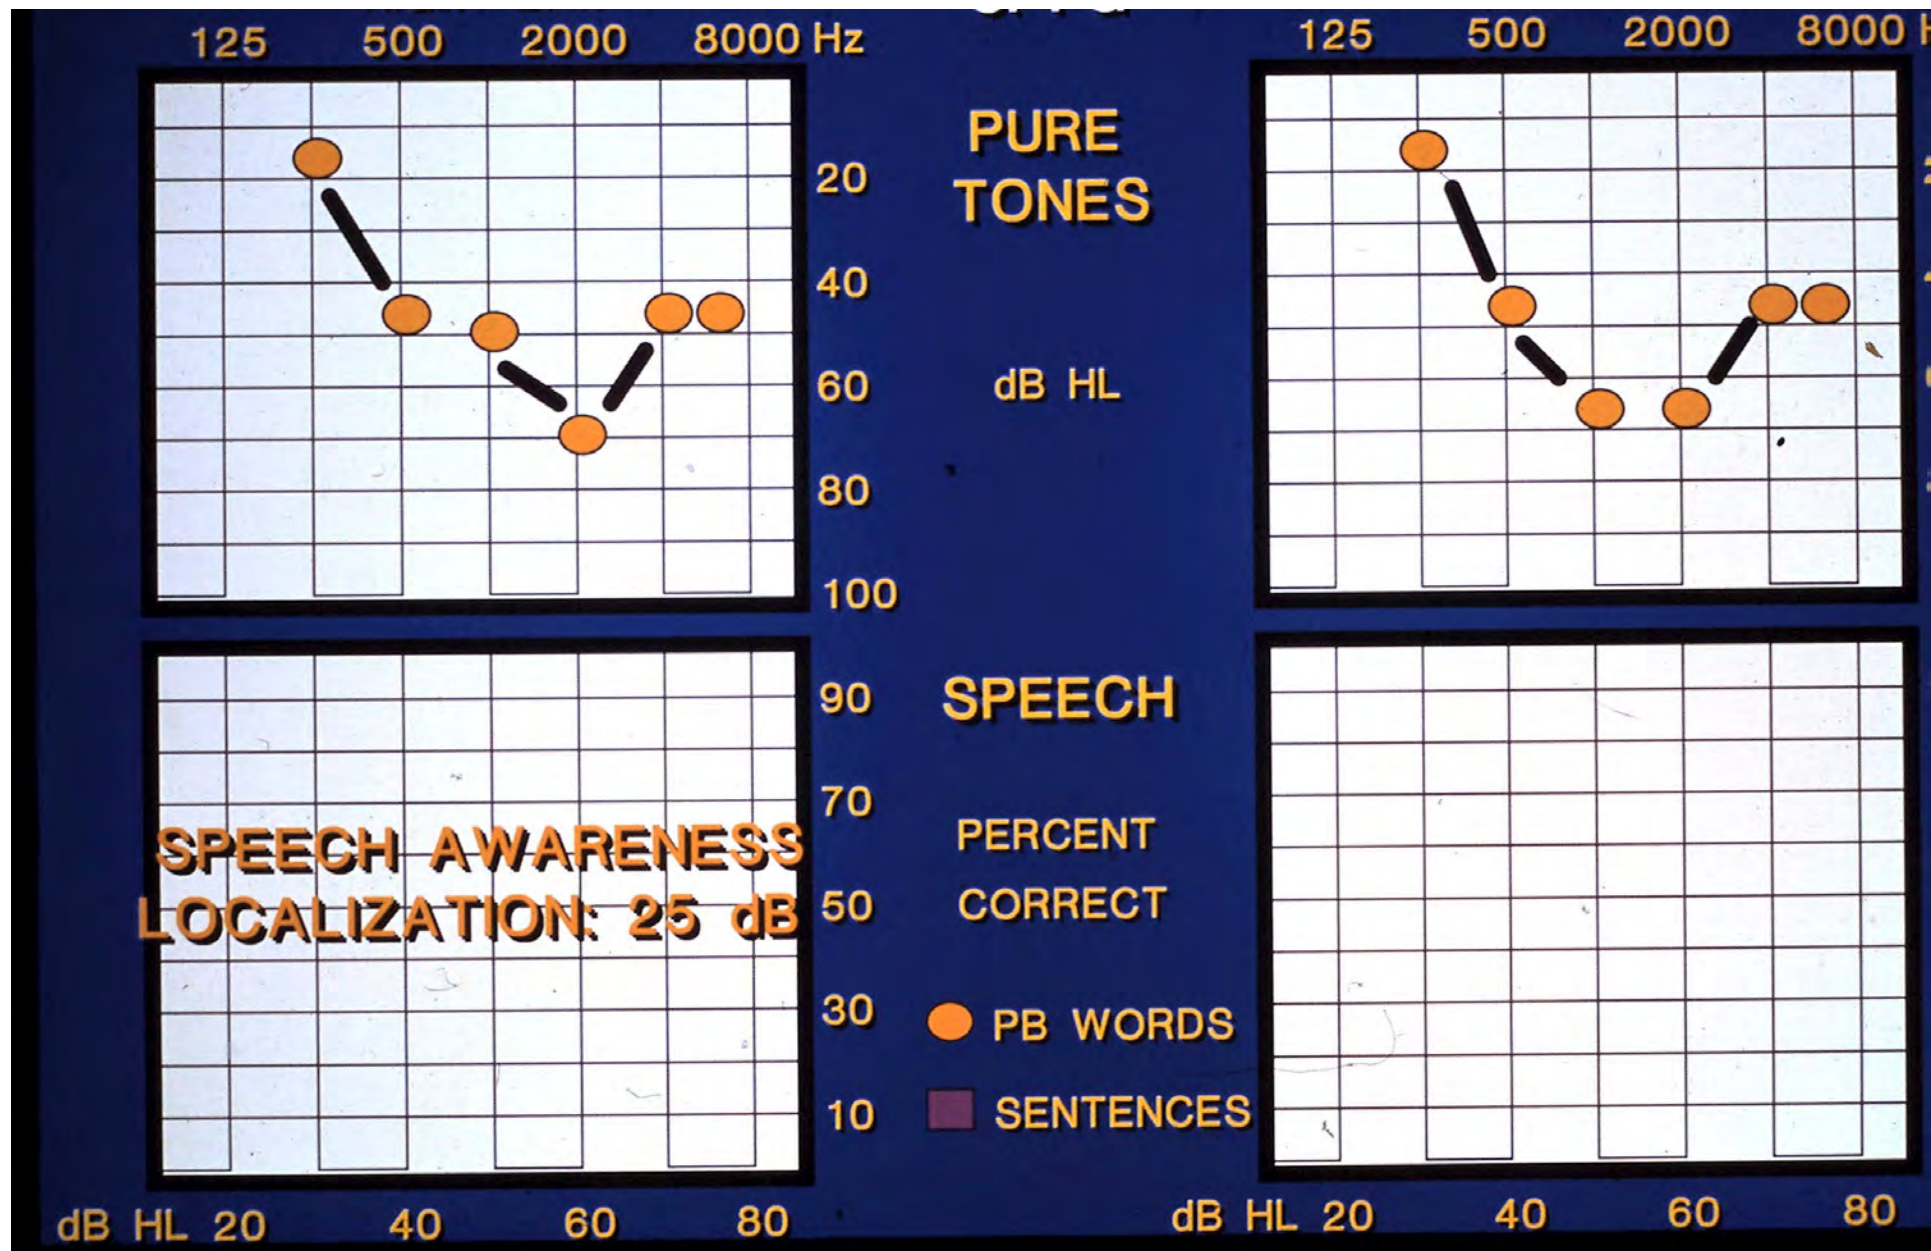 125 500 2000 8000 Hz
125 500 2000 8000
PURE
TONES
20
40
60
80
100
dB HL
90
70
50
30
10
SPEECH
PERCENT
CORRECT
SPEECH AWARENESS
LOCALIZATION: 25 dB
PB WORDS
SENTENCES
dB HL 20 40 60 80
dB HL 20 40 60 80